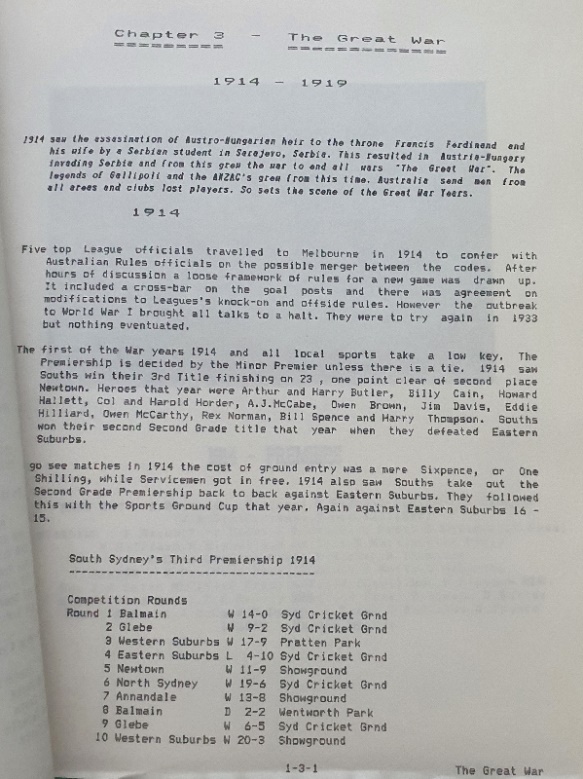 Chapter 3 - The Great War
1914 - 1919
1914 saw the assasination of Austro-Hungarian heir to the throne Francis Ferdinand and
his wife by a Serbian student in Sarajevo, Serbia. This resulted in Austria-Hungary
invading Serbia and from this grew the war to end all wars "The Great War". The
legends of Gallipoli and the ANZAC's grew from this time. Australia send men from
all areas and clubs lost players. So sets the scene of the Great War Years.
1914
Five top League officials travelled to Melbourne in 1914 to confer with
Australian Rules officials on the possible merger between the codes. After
hours of discussion a loose framework of rules for a new game was drawn up.
It included a cross-bar on the goal posts and there was agreement on
modifications to Leagues's knock-on and offside rules. However the outbreak
to World War I brought all talks to a halt. They were to try again in 1933
but nothing eventuated.
The first of the War years 1914 and all local sports take a low key. The
Premiership is decided by the Minor Premier unless there is a tie. 1914 saw
Souths win their 3rd Title finishing on 23 , one point clear of second place
Newtown. Heroes that year were Arthur and Harry Butler, Billy Cain, Howard
Hallett, Col and Harold Horder, A.J.McCabe, Owen Brown, Jim Davis, Eddie
Hilliard, Owen McCarthy, Rex Norman, Bill Spence and Harry Thompson. Souths
won their second Second Grade title that year when they defeated Eastern
Suburbs.
go see matches in 1914 the cost of ground entry was a mere Sixpence, or One
Shilling, while Servicemen got in free. 1914 also saw Souths take out the
Second Grade Premiership back to back against Eastern Suburbs. They followed
this with the Sports Ground Cup that year. Again against Eastern Suburbs 16 -
15.
South Sydney's Third Premiership 1914
Competition Rounds
Round 1 Balmain W 14-0 Syd Cricket Grnd
2 Glebe W 9-2 Syd Cricket Grnd
3 Western Suburbs W 17-9 Pratten Park
4 Eastern Suburbs L 4-10 Syd Cricket Grnd
5 Newtown W 11-9 Showground
6 North Sydney W 19-6 Syd Cricket Grnd
7 Annandale W 13-8 Showground
8 Balmain D 2-2 Wentworth Park
9 Glebe W 6-5 Syd Cricket Grnd
10 Western Suburbs W 20-3 Showground
1-3-1 The Great War